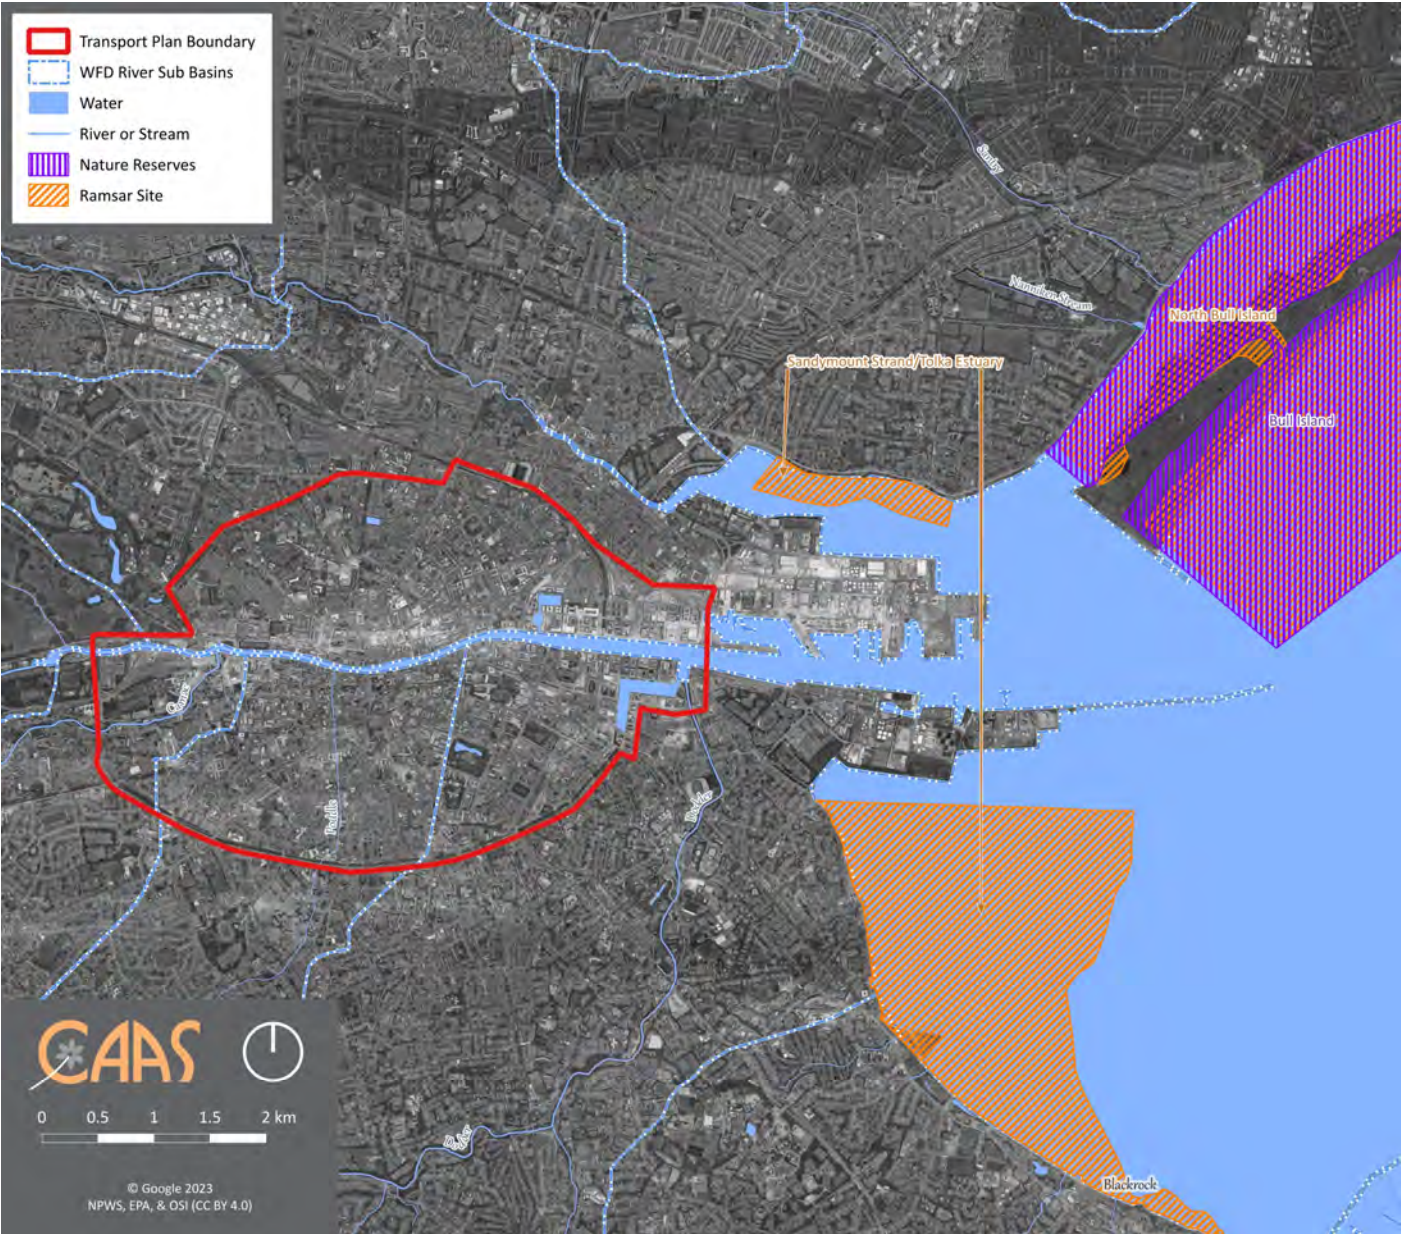 Transport Plan Boundary
WFD River Sub Basins
Water
River or Stream
Nature Reserves
Ramsar Site
Santry
Nanniken Stream
North Bull Island
Sandymount Strand/Tolka Estuary
Bull Island
Camac
Poddle
Dodder
Dodder
Blackrock
CAAS
0 0.5 1 1.5 2 km
© Google 2023
NPWS, EPA, & OSI (CC BY 4.0)